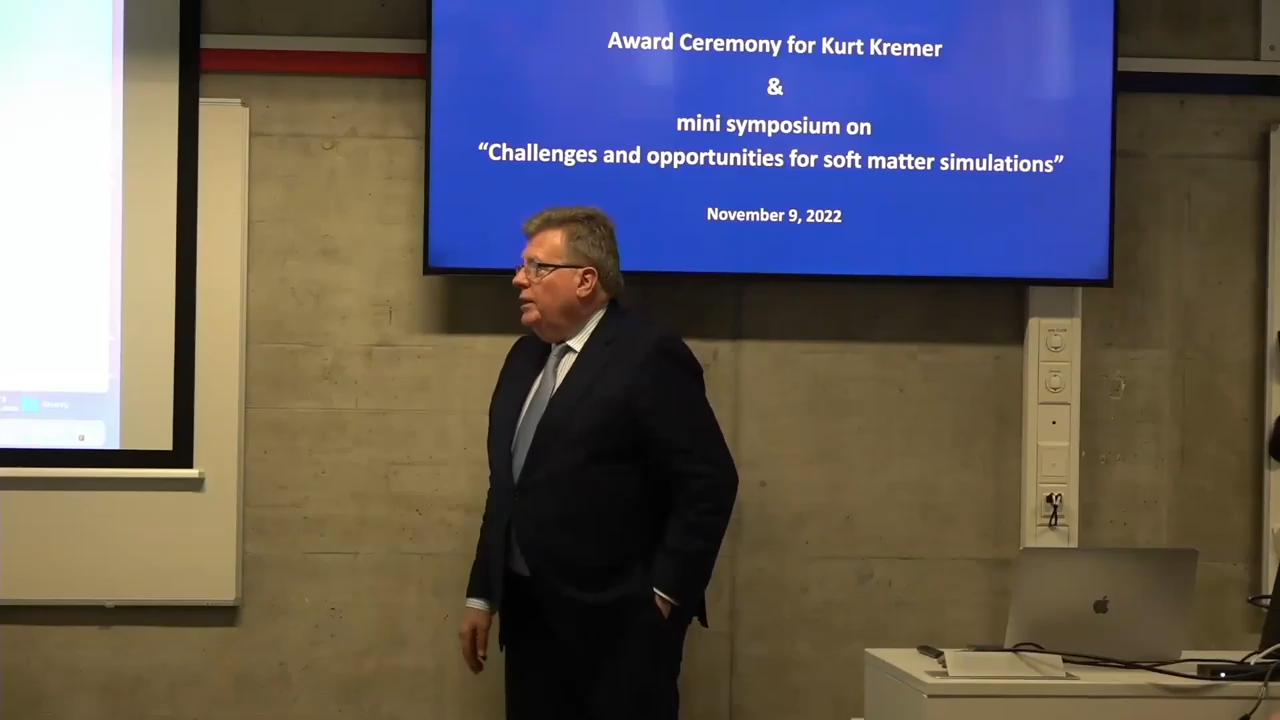 Award Ceremony for Kurt Kremer
&
mini symposium on
“Challenges and opportunities for soft matter simulations”
November 9, 2022